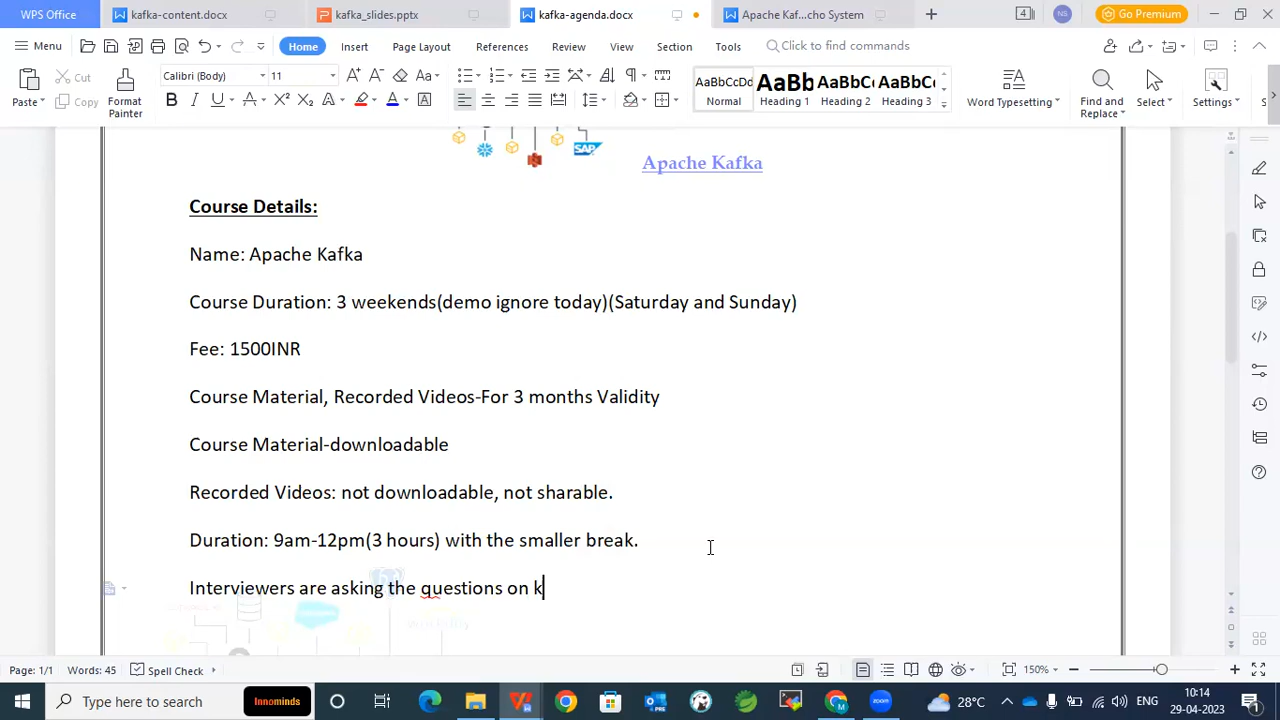 WPS Office kafka-content.docx kafka_slides.pptx kafka-agenda.docx Apache Kaf...cho System 4 NS Go Premium
Menu Home Insert Page Layout References Review View Section Tools Click to find commands
Paste Cut Copy Format Painter Calibri (Body) 11 AaBbCcDd Normal AaBb Heading 1 AaBbCc Heading 2 AaBbC Heading 3 Word Typesetting Find and Replace Select Settings
SAP
Apache Kafka
Course Details:
Name: Apache Kafka
Course Duration: 3 weekends(demo ignore today)(Saturday and Sunday)
Fee: 1500INR
Course Material, Recorded Videos-For 3 months Validity
Course Material-downloadable
Recorded Videos: not downloadable, not sharable.
Duration: 9am-12pm(3 hours) with the smaller break.
Interviewers are asking the questions on k
Page: 1/1 Words: 45 Spell Check 150%
Type here to search Innominds 28°C ENG 10:14
29-04-2023